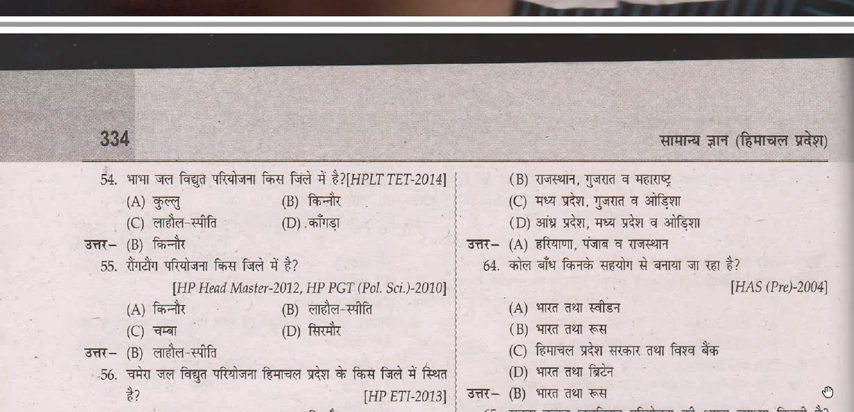 334
सामान्य ज्ञान (हिमाचल प्रदेश)
54. भाभा जल विद्युत परियोजना किस जिले में है?[HPLT TET-2014]
(A) कुल्लु (B) किन्नौर
(C) लाहौल-स्पीति (D) काँगड़ा
उत्तर– (B) किन्नौर
55. रौंगटौंग परियोजना किस जिले में है?
[HP Head Master-2012, HP PGT (Pol. Sci.)-2010]
(A) किन्नौर (B) लाहौल-स्पीति
(C) चम्बा (D) सिरमौर
उत्तर– (B) लाहौल-स्पीति
56. चमेरा जल विद्युत परियोजना हिमाचल प्रदेश के किस जिले में स्थित
है? [HP ETI-2013]
(B) राजस्थान, गुजरात व महाराष्ट्र
(C) मध्य प्रदेश, गुजरात व ओड़िशा
(D) आंध्र प्रदेश, मध्य प्रदेश व ओड़िशा
उत्तर– (A) हरियाणा, पंजाब व राजस्थान
64. कोल बाँध किनके सहयोग से बनाया जा रहा है?
[HAS (Pre)-2004]
(A) भारत तथा स्वीडन
(B) भारत तथा रूस
(C) हिमाचल प्रदेश सरकार तथा विश्व बैंक
(D) भारत तथा ब्रिटेन
उत्तर– (B) भारत तथा रूस